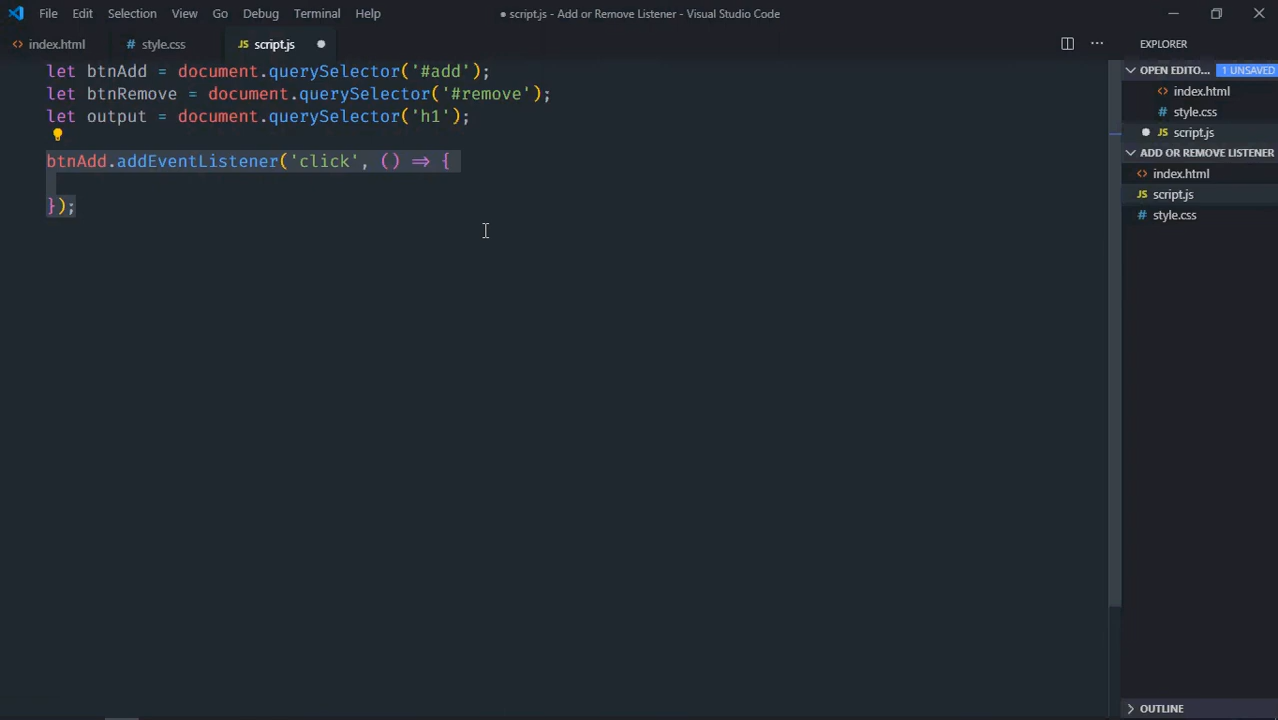 File Edit Selection View Go Debug Terminal Help
● script.js - Add or Remove Listener - Visual Studio Code
index.html
# style.css
JS script.js
EXPLORER
let btnAdd = document.querySelector('#add');
let btnRemove = document.querySelector('#remove');
let output = document.querySelector('h1');
btnAdd.addEventListener('click', () => {
});
OPEN EDITO... 1 UNSAVED
index.html
# style.css
JS script.js
ADD OR REMOVE LISTENER
index.html
JS script.js
# style.css
OUTLINE